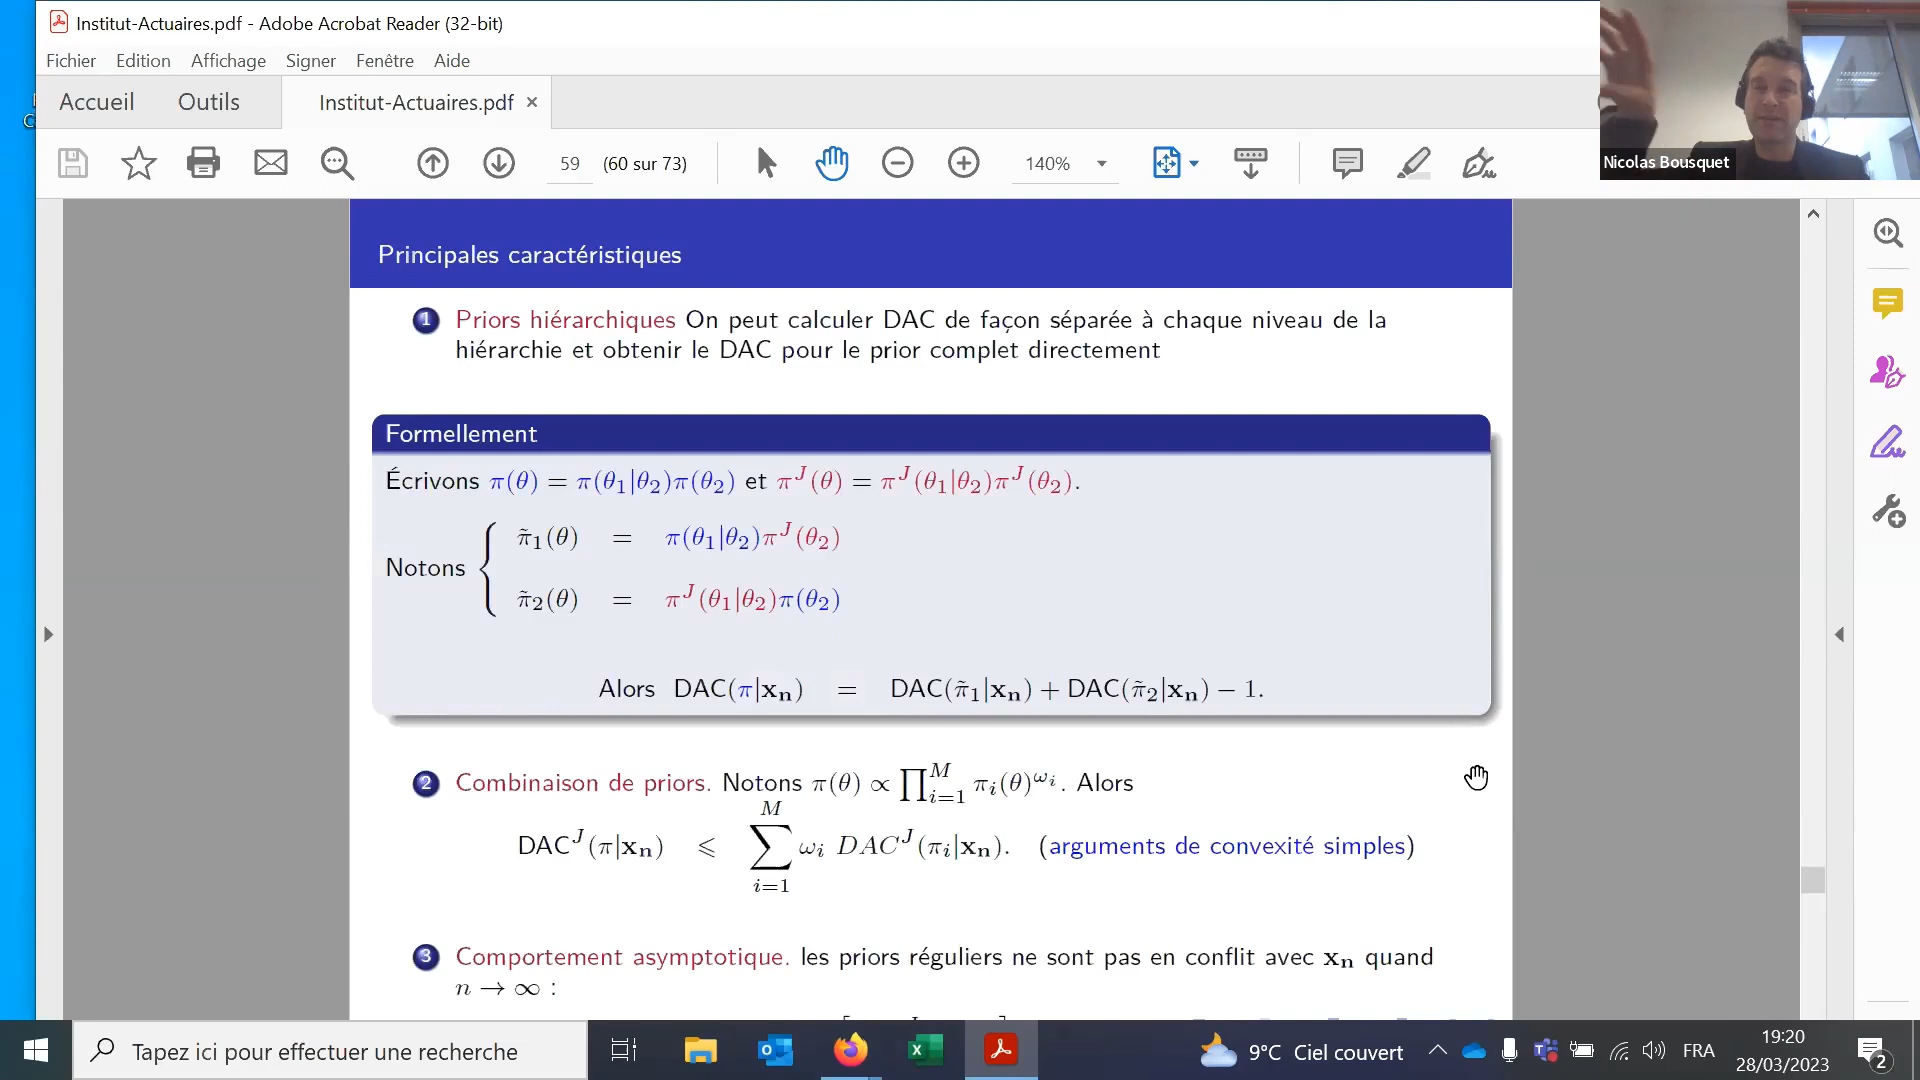 Institut-Actuaires.pdf - Adobe Acrobat Reader (32-bit)
Fichier Edition Affichage Signer Fenêtre Aide
Accueil Outils Institut-Actuaires.pdf ×
59 (60 sur 73) 140%
Nicolas Bousquet
Principales caractéristiques
1 Priors hiérarchiques On peut calculer DAC de façon séparée à chaque niveau de la
hiérarchie et obtenir le DAC pour le prior complet directement
Formellement
Écrivons π(θ) = π(θ₁|θ₂)π(θ₂) et π^J(θ) = π^J(θ₁|θ₂)π^J(θ₂).
Notons { π̃₁(θ) = π(θ₁|θ₂)π^J(θ₂)
π̃₂(θ) = π^J(θ₁|θ₂)π(θ₂)
Alors DAC(π|xₙ) = DAC(π̃₁|xₙ) + DAC(π̃₂|xₙ) − 1.
2 Combinaison de priors. Notons π(θ) ∝ ∏_{i=1}^{M} π_i(θ)^{ω_i}. Alors
DAC^J(π|xₙ) ⩽ ∑_{i=1}^{M} ω_i DAC^J(π_i|xₙ). (arguments de convexité simples)
3 Comportement asymptotique. les priors réguliers ne sont pas en conflit avec xₙ quand
n → ∞ :
Tapez ici pour effectuer une recherche
9°C Ciel couvert
FRA
19:20
28/03/2023
2